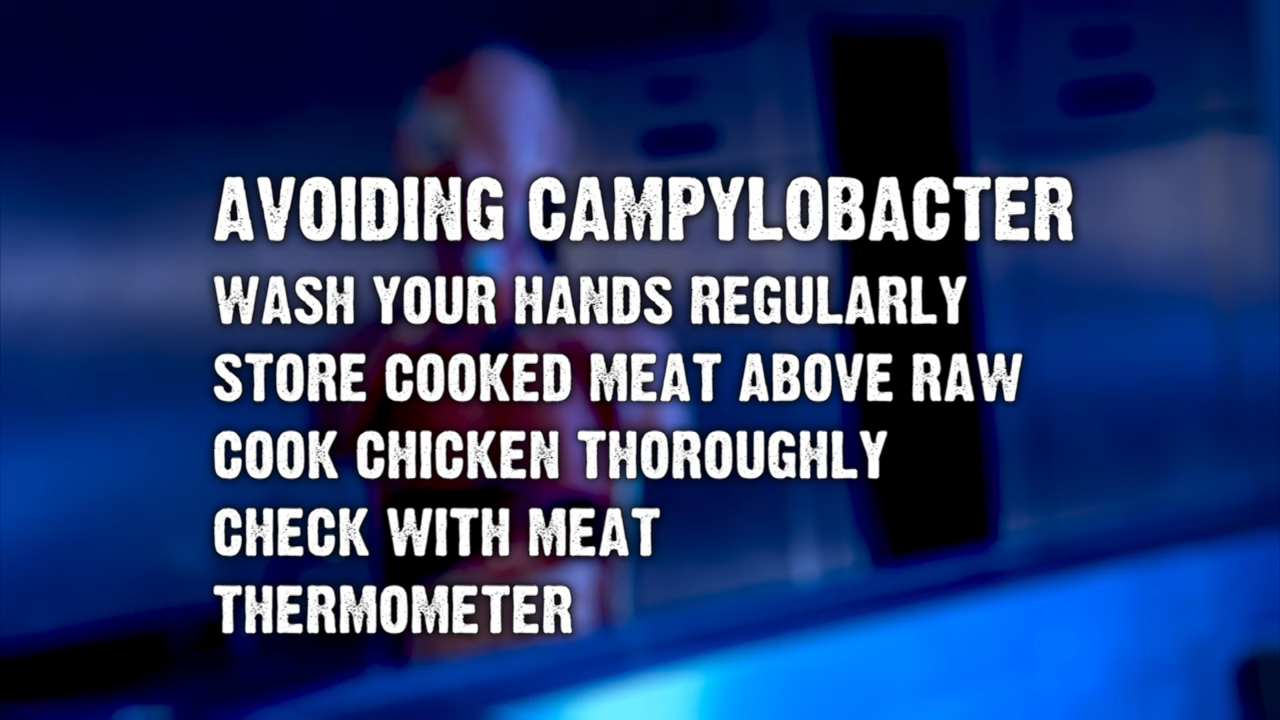 AVOIDING CAMPYLOBACTER
WASH YOUR HANDS REGULARLY
STORE COOKED MEAT ABOVE RAW
COOK CHICKEN THOROUGHLY
CHECK WITH MEAT
THERMOMETER